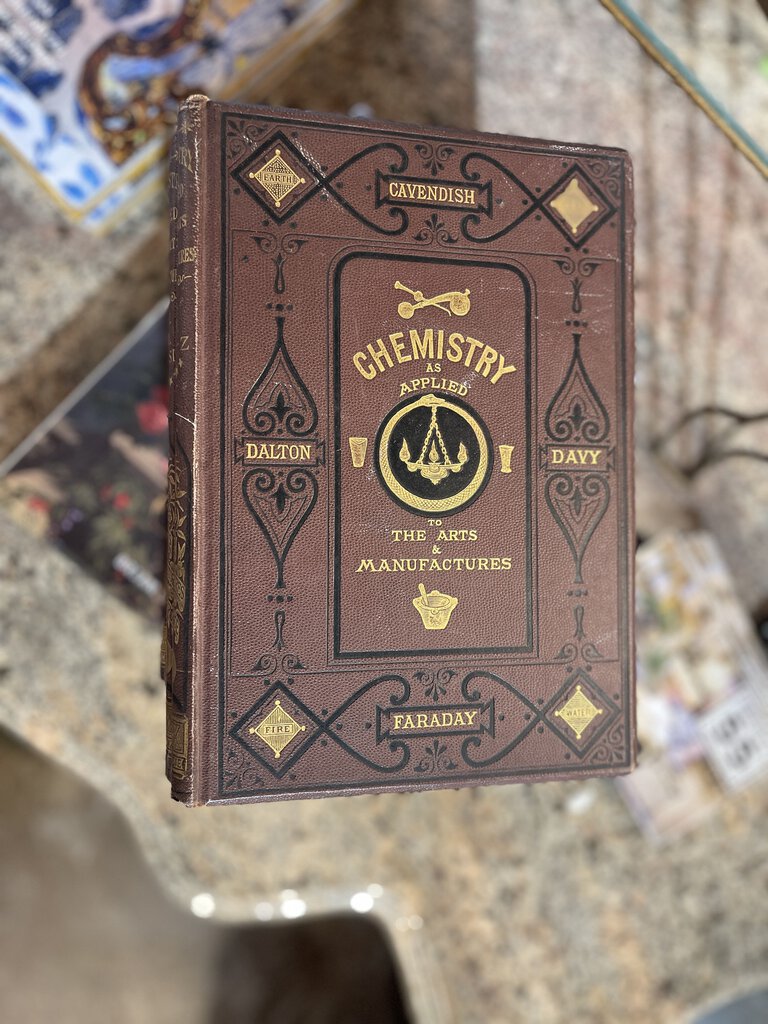 EARTH
CAVENDISH
CHEMISTRY
AS
APPLIED
DALTON
DAVY
TO
THE ARTS
&
MANUFACTURES
FIRE
FARADAY
WATER